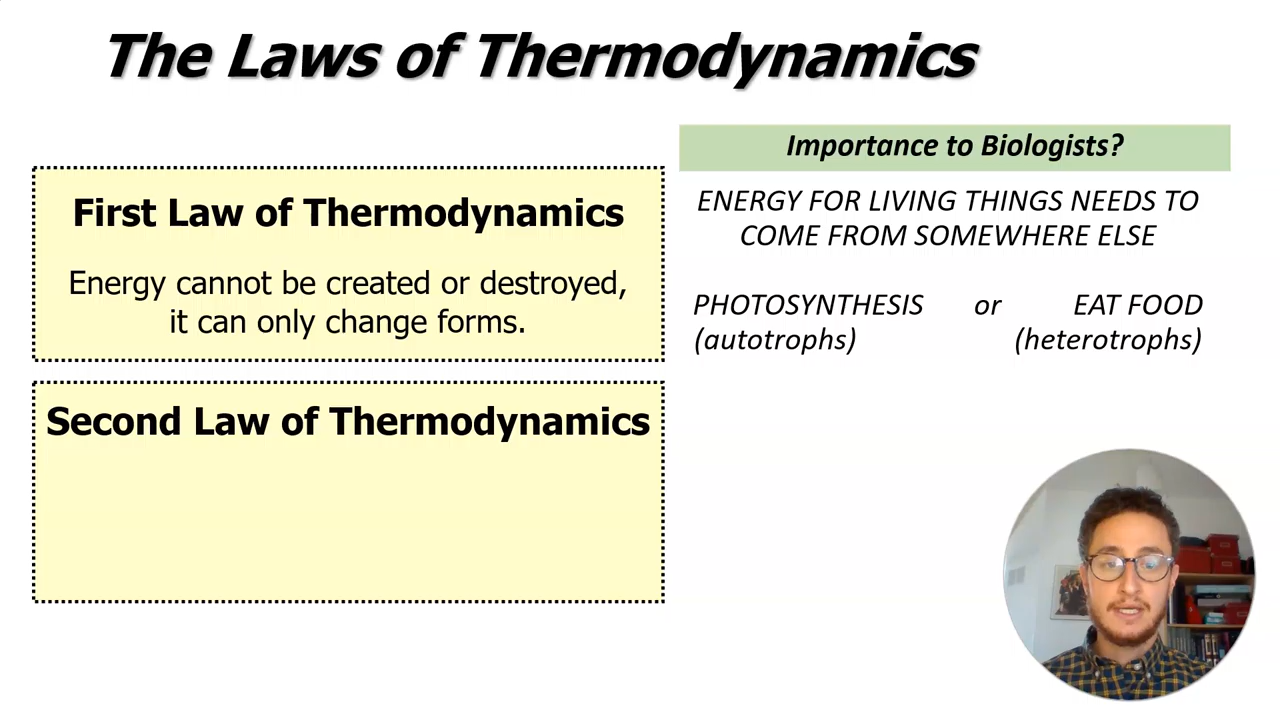 The Laws of Thermodynamics
First Law of Thermodynamics
Energy cannot be created or destroyed,
it can only change forms.
Second Law of Thermodynamics
Importance to Biologists?
ENERGY FOR LIVING THINGS NEEDS TO
COME FROM SOMEWHERE ELSE
PHOTOSYNTHESIS or EAT FOOD
(autotrophs) (heterotrophs)